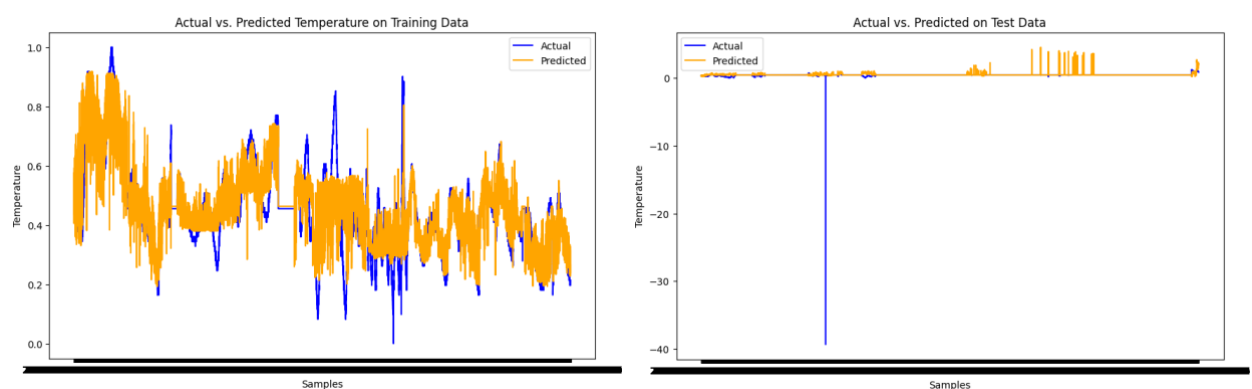 Actual vs. Predicted Temperature on Training Data
Actual
Predicted
Temperature
1.0
0.8
0.6
0.4
0.2
0.0
Samples
Actual vs. Predicted on Test Data
Actual
Predicted
Temperature
0
−10
−20
−30
−40
Samples